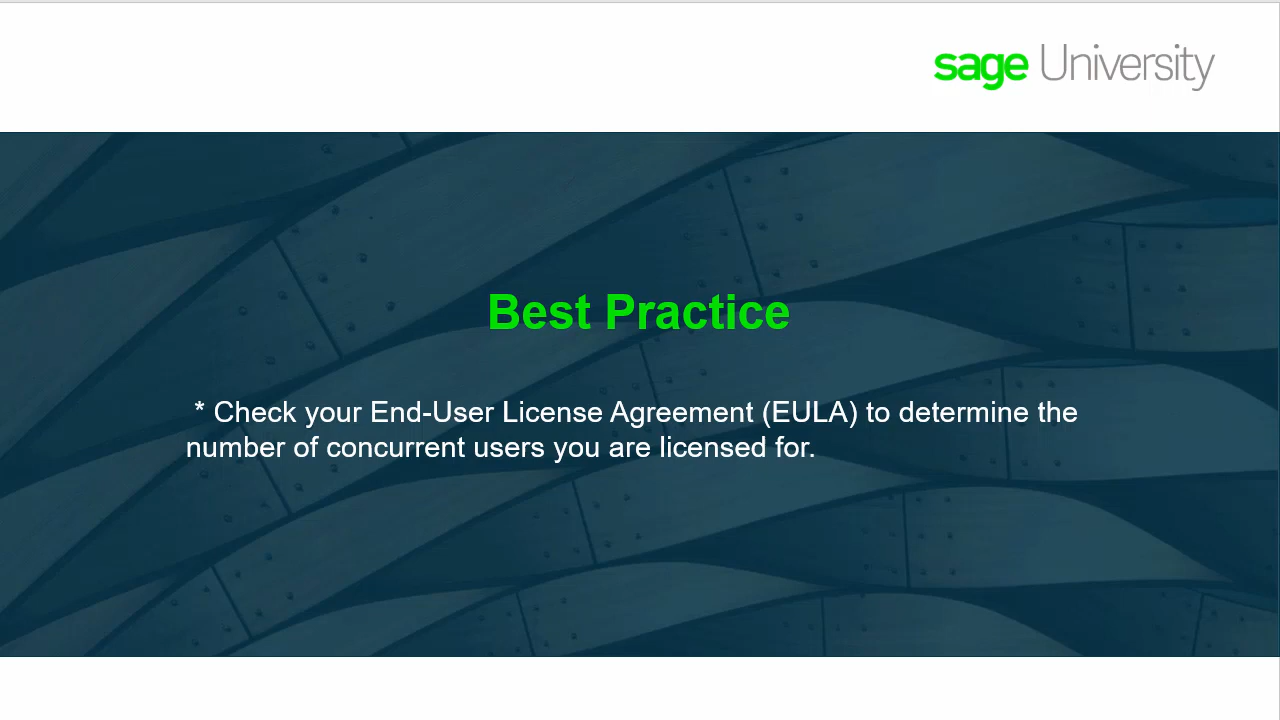 sage University
Best Practice
* Check your End-User License Agreement (EULA) to determine the
number of concurrent users you are licensed for.